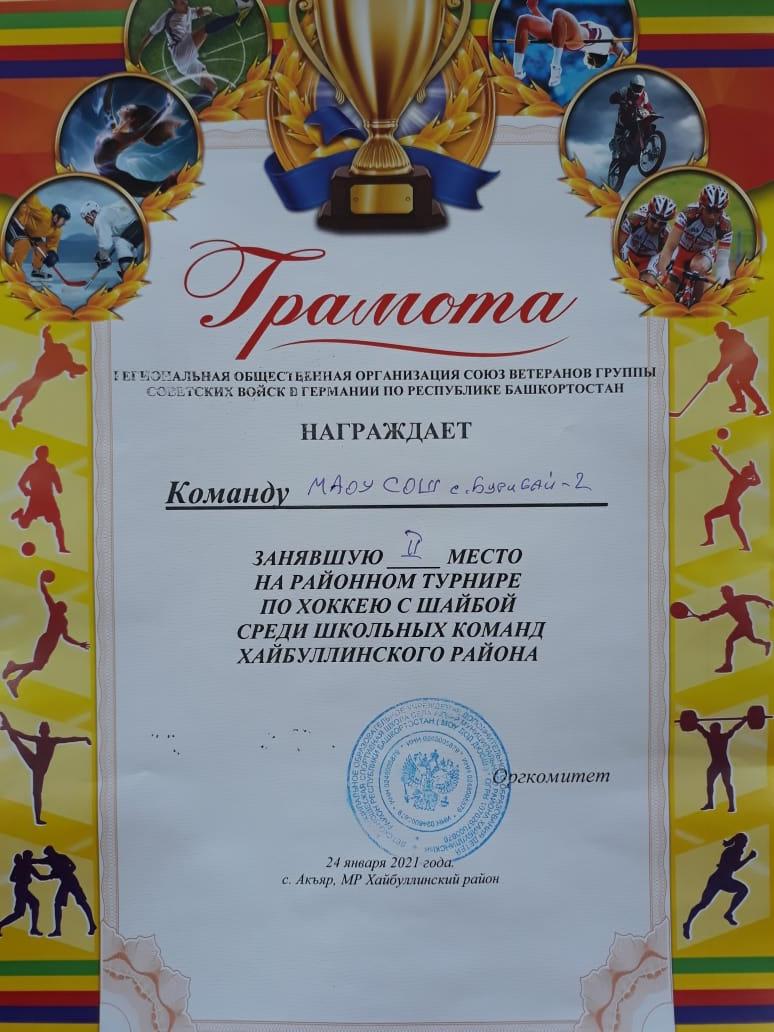 Грамота
РЕГИОНАЛЬНАЯ ОБЩЕСТВЕННАЯ ОРГАНИЗАЦИЯ СОЮЗ ВЕТЕРАНОВ ГРУППЫ
СОВЕТСКИХ ВОЙСК В ГЕРМАНИИ ПО РЕСПУБЛИКЕ БАШКОРТОСТАН
НАГРАЖДАЕТ
Команду МАОУ СОШ с. Бурибай-2
ЗАНЯВШУЮ II МЕСТО
НА РАЙОННОМ ТУРНИРЕ
ПО ХОККЕЮ С ШАЙБОЙ
СРЕДИ ШКОЛЬНЫХ КОМАНД
ХАЙБУЛЛИНСКОГО РАЙОНА
Оргкомитет
24 января 2021 года.
с. Акъяр, МР Хайбуллинский район